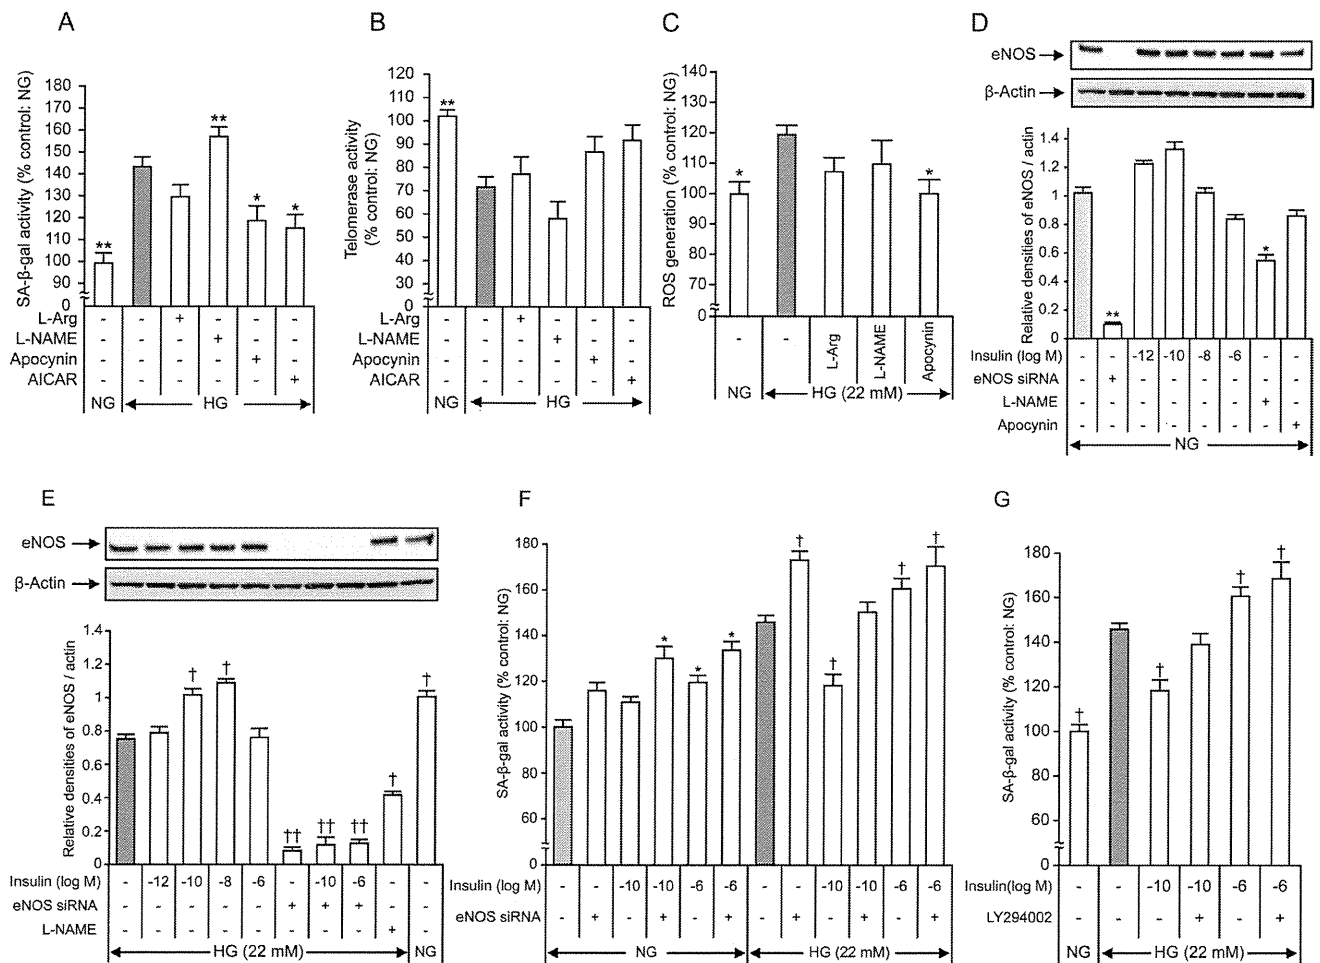 A
SA-β-gal activity (% control: NG)
180
170
160
150
140
130
120
110
100
90
0
** ** * *
L-Arg - - + - - -
L-NAME - - - + - -
Apocynin - - - - + -
AICAR - - - - - +
NG HG
B
Telomerase activity
(% control: NG)
120
110
100
90
80
70
60
50
40
30
0
**
L-Arg - - + - - -
L-NAME - - - + - -
Apocynin - - - - + -
AICAR - - - - - +
NG HG
C
ROS generation (% control: NG)
140
130
120
110
100
90
80
70
0
* *
- - L-Arg L-NAME Apocynin
NG HG (22 mM)
D
eNOS
β-Actin
Relative densities of eNOS / actin
1.4
1.2
1
0.8
0.6
0.4
0.2
0
** *
Insulin (log M) - - -12 -10 -8 -6 - -
eNOS siRNA - + - - - - - -
L-NAME - - - - - - + -
Apocynin - - - - - - - +
NG
E
eNOS
β-Actin
Relative densities of eNOS / actin
1.4
1.2
1
0.8
0.6
0.4
0.2
0
† † †† †† †† † †
Insulin (log M) - -12 -10 -8 -6 - -10 -6 - -
eNOS siRNA - - - - - + + + - -
L-NAME - - - - - - - - + -
HG (22 mM) NG
F
SA-β-gal activity (% control: NG)
180
160
140
120
100
80
60
0
* * * † † † †
Insulin (log M) - - -10 -10 -6 -6 - - -10 -10 -6 -6
eNOS siRNA - + - + - + - + - + - +
NG HG (22 mM)
G
SA-β-gal activity (% control: NG)
180
160
140
120
100
80
60
0
† † † †
Insulin(log M) - - -10 -10 -6 -6
LY294002 - - - + - +
NG HG (22 mM)